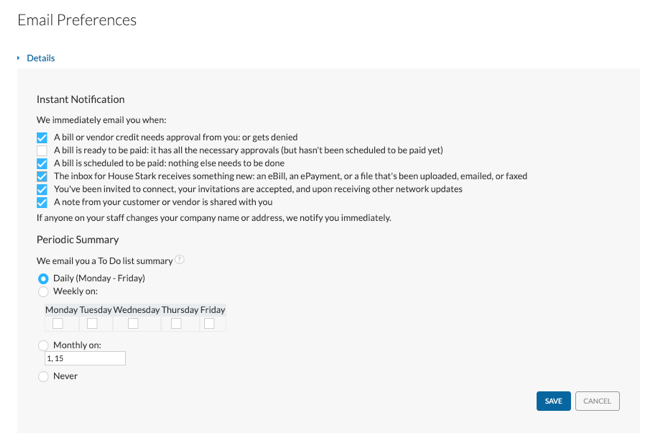 Email Preferences
Details
Instant Notification
We immediately email you when:
A bill or vendor credit needs approval from you: or gets denied
A bill is ready to be paid: it has all the necessary approvals (but hasn't been scheduled to be paid yet)
A bill is scheduled to be paid: nothing else needs to be done
The inbox for House Stark receives something new: an eBill, an ePayment, or a file that's been uploaded, emailed, or faxed
You've been invited to connect, your invitations are accepted, and upon receiving other network updates
A note from your customer or vendor is shared with you
If anyone on your staff changes your company name or address, we notify you immediately.
Periodic Summary
We email you a To Do list summary ?
Daily (Monday - Friday)
Weekly on:
Monday Tuesday Wednesday Thursday Friday
Monthly on:
1, 15
Never
SAVE CANCEL